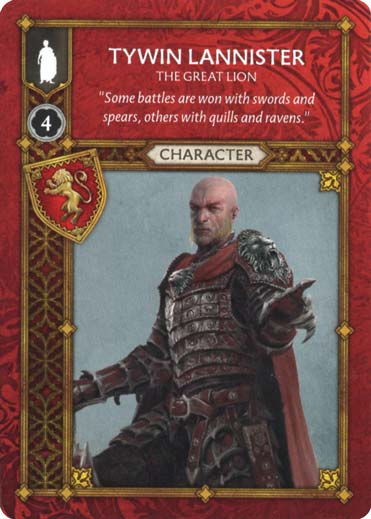 TYWIN LANNISTER
THE GREAT LION
"Some battles are won with swords and
spears, others with quills and ravens."
4
CHARACTER